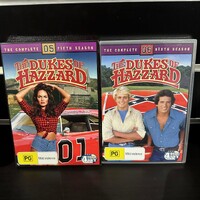 THE COMPLETE 05 FIFTH SEASON
THE DUKES OF
HAZZARD
PG
01
THE COMPLETE 06 SIXTH SEASON
THE DUKES OF
HAZZARD
PG